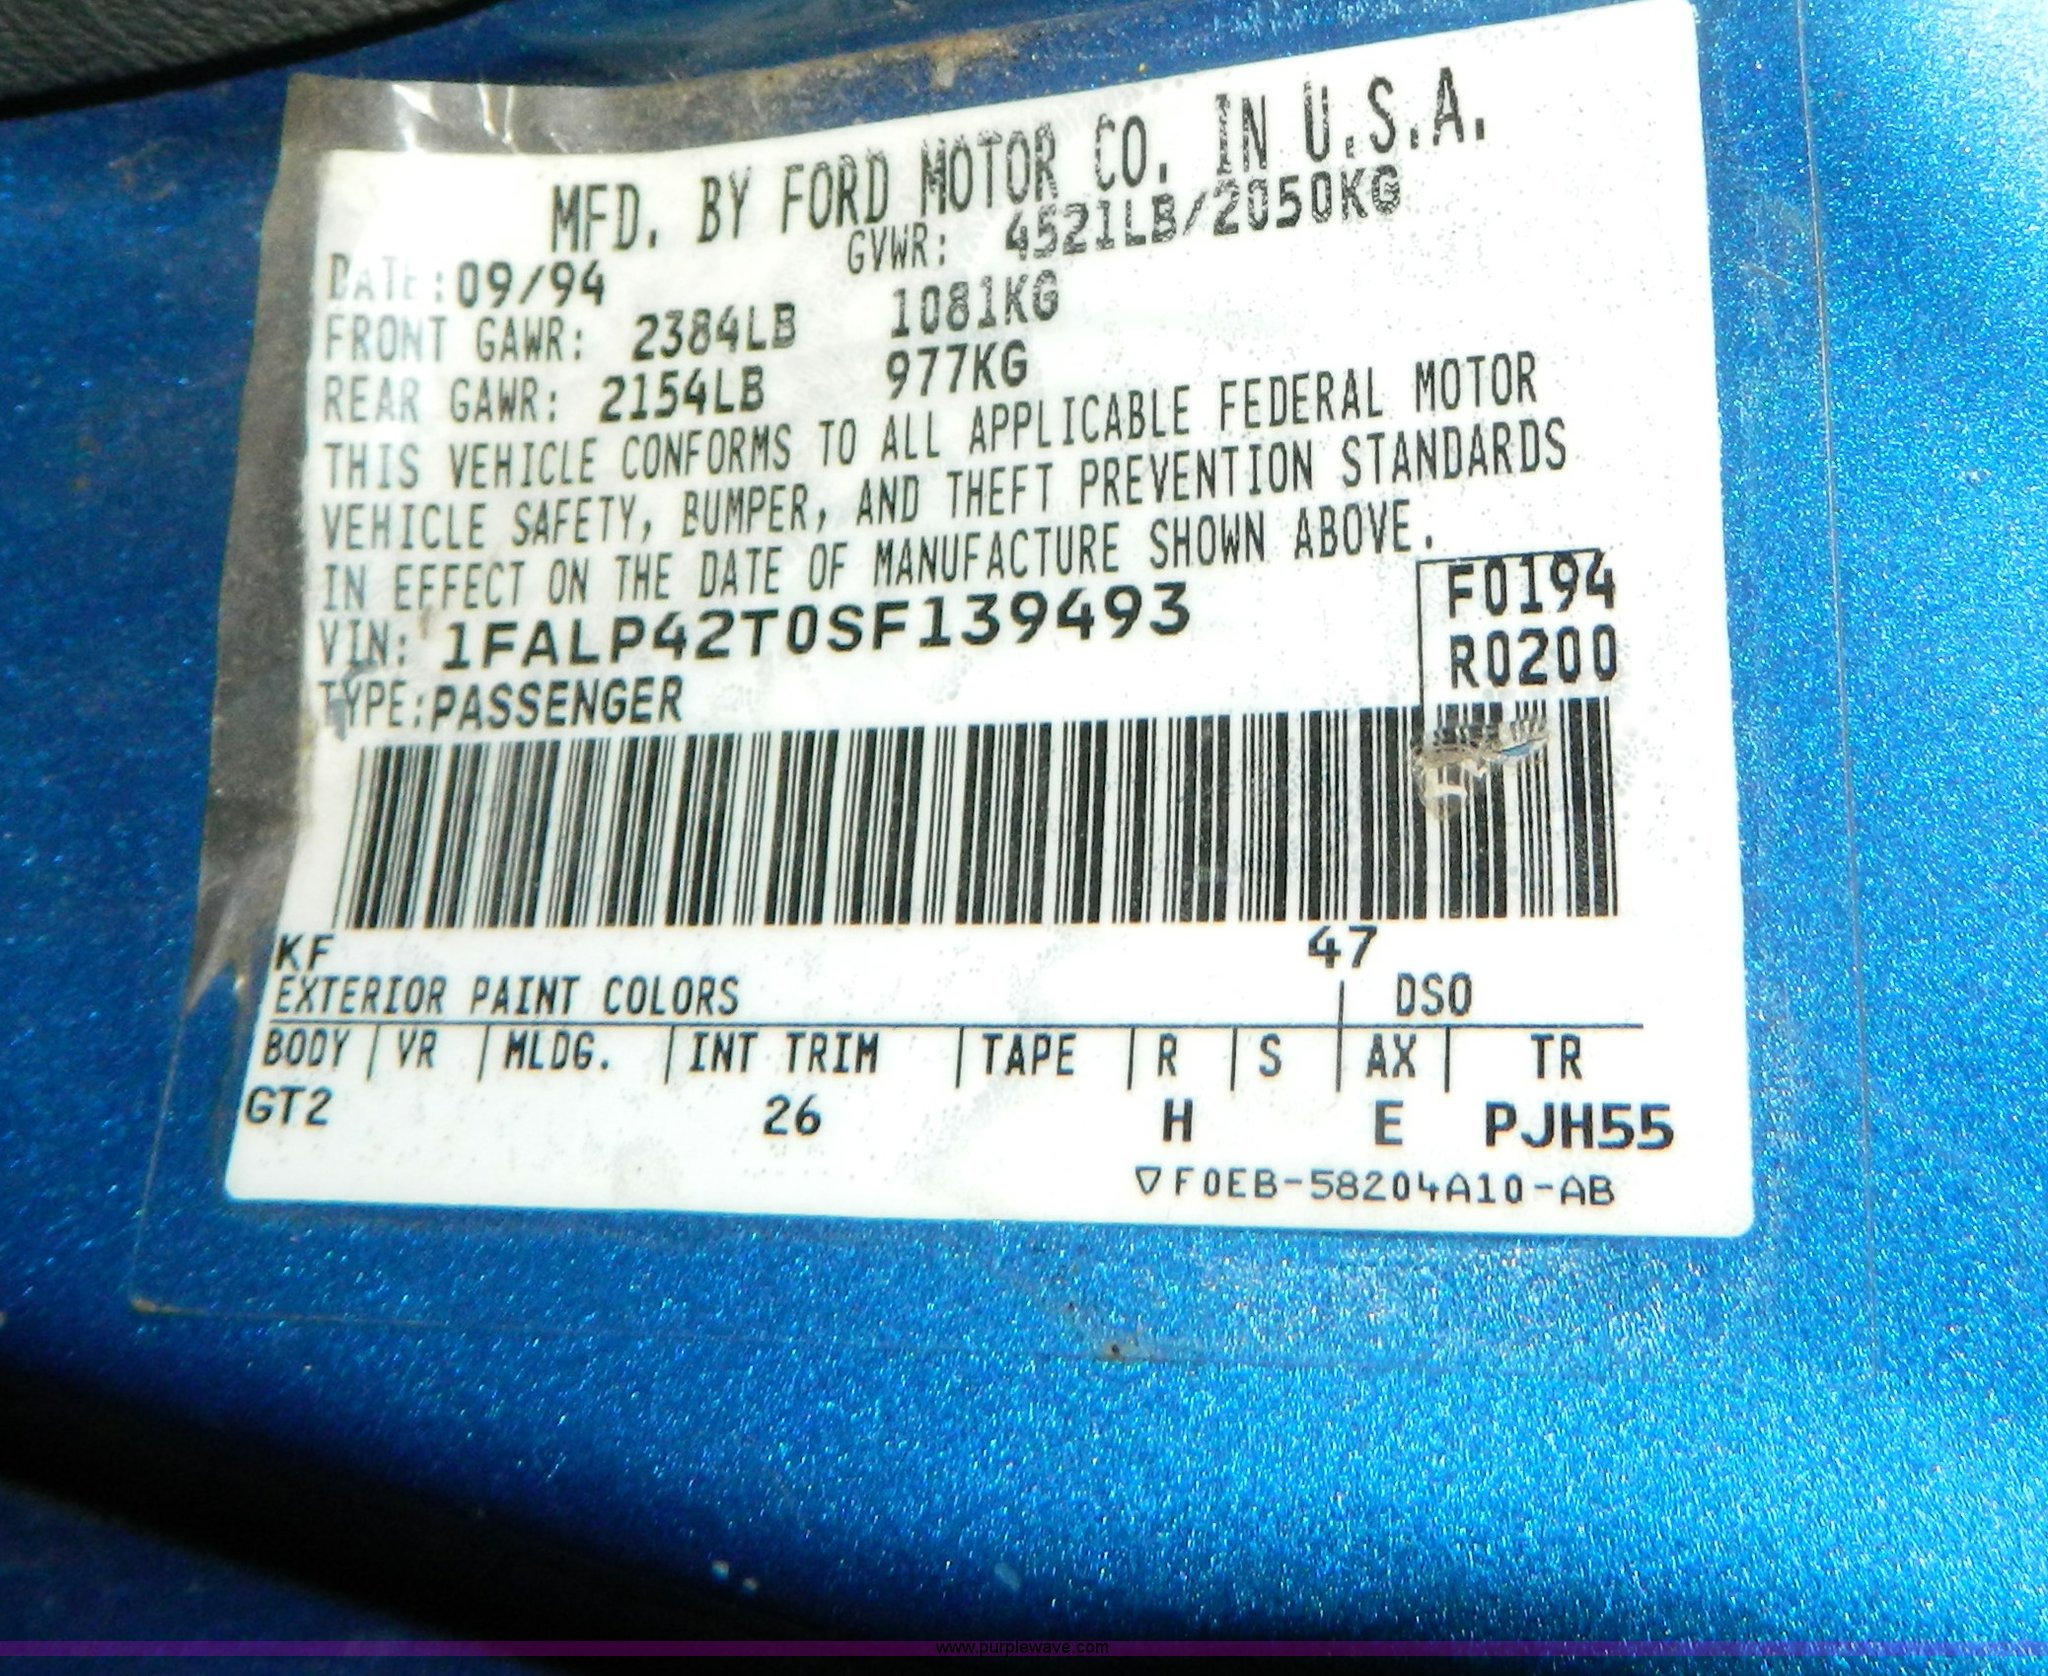 MFD. BY FORD MOTOR CO. IN U.S.A.
DATE:09/94 GVWR: 4521LB/2050KG
FRONT GAWR: 2384LB 1081KG
REAR GAWR: 2154LB 977KG
THIS VEHICLE CONFORMS TO ALL APPLICABLE FEDERAL MOTOR
VEHICLE SAFETY, BUMPER, AND THEFT PREVENTION STANDARDS
IN EFFECT ON THE DATE OF MANUFACTURE SHOWN ABOVE.
VIN: 1FALP42T0SF139493
F0194
TYPE:PASSENGER
R0200
KF 47
EXTERIOR PAINT COLORS DSO
BODY VR MLDG. INT TRIM TAPE R S AX TR
GT2 26 H E PJH55
▽F0EB-58204A10-AB
www.purplewave.com